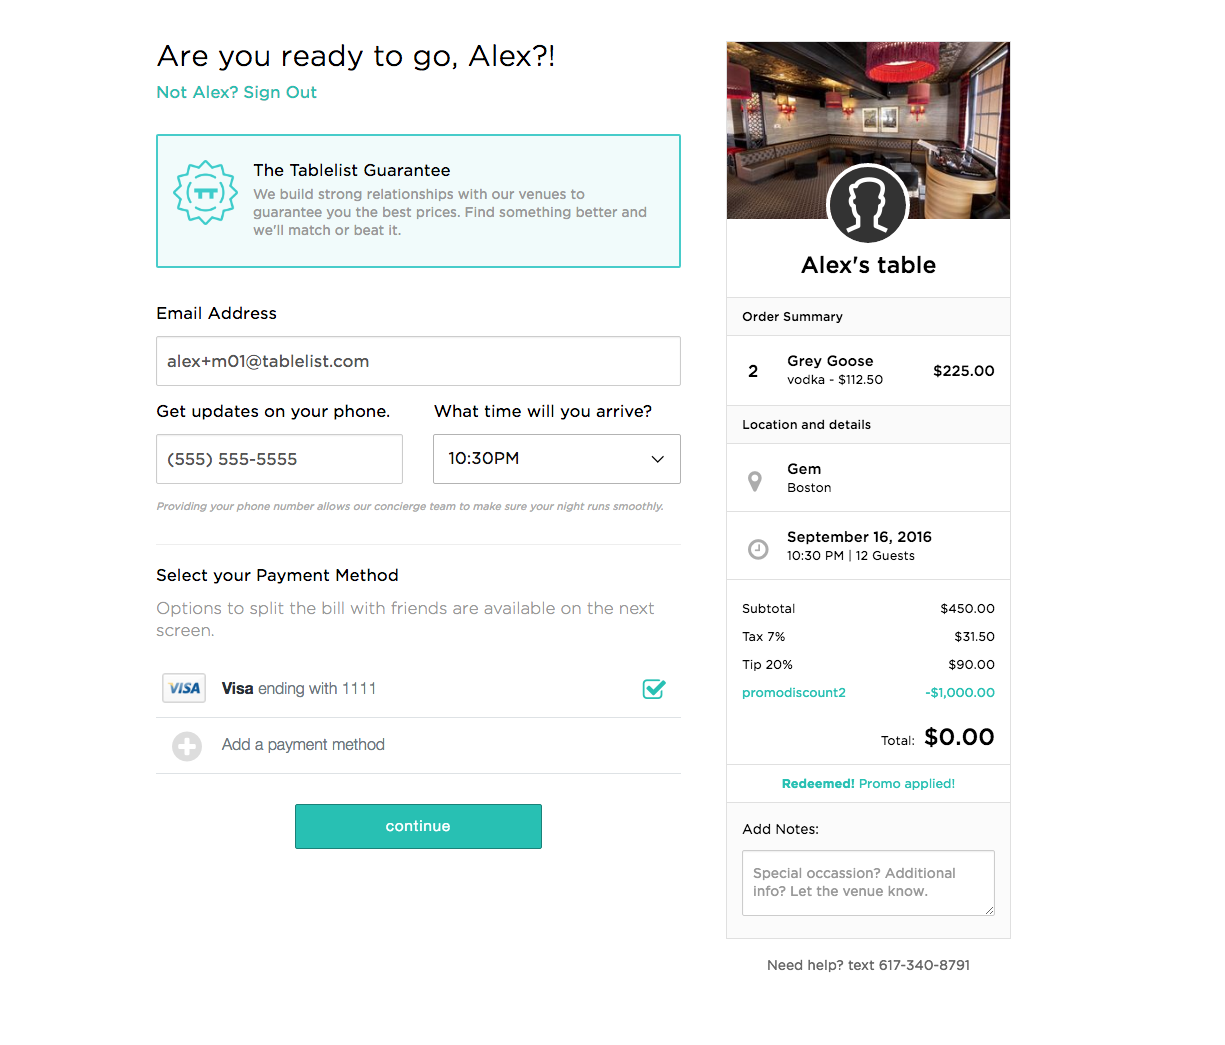 Are you ready to go, Alex?!
Not Alex? Sign Out
The Tablelist Guarantee
We build strong relationships with our venues to
guarantee you the best prices. Find something better and
we'll match or beat it.
Email Address
alex+m01@tablelist.com
Get updates on your phone.
What time will you arrive?
(555) 555-5555
10:30PM
Providing your phone number allows our concierge team to make sure your night runs smoothly.
Select your Payment Method
Options to split the bill with friends are available on the next
screen.
VISA
Visa ending with 1111
Add a payment method
continue
Alex's table
Order Summary
2
Grey Goose
vodka - $112.50
$225.00
Location and details
Gem
Boston
September 16, 2016
10:30 PM | 12 Guests
Subtotal $450.00
Tax 7% $31.50
Tip 20% $90.00
promodiscount2 -$1,000.00
Total: $0.00
Redeemed! Promo applied!
Add Notes:
Special occassion? Additional
info? Let the venue know.
Need help? text 617-340-8791